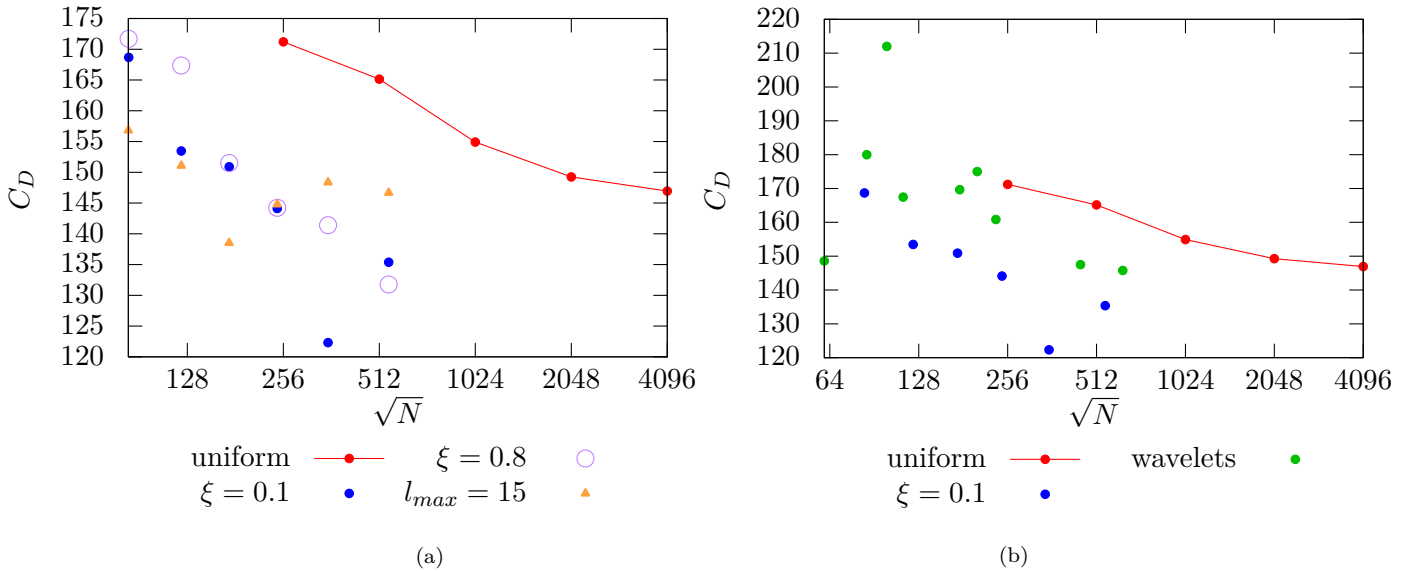 175
170
165
160
155
150
145
140
135
130
125
120
C_D
128 256 512 1024 2048 4096
√N
uniform ξ = 0.8
ξ = 0.1 l_{max} = 15
(a)
220
210
200
190
180
170
160
150
140
130
120
C_D
64 128 256 512 1024 2048 4096
√N
uniform wavelets
ξ = 0.1
(b)